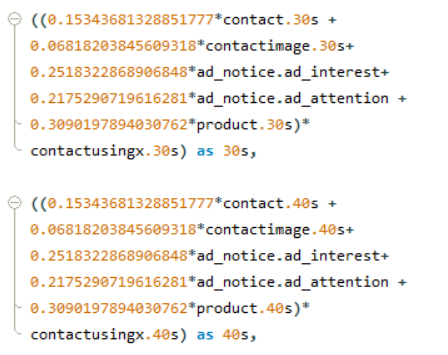 ((0.15343681328851777*contact.30s +
0.06818203845609318*contactimage.30s+
0.2518322868906848*ad_notice.ad_interest+
0.2175290719616281*ad_notice.ad_attention +
0.3090197894030762*product.30s)*
contactusingx.30s) as 30s,
((0.15343681328851777*contact.40s +
0.06818203845609318*contactimage.40s+
0.2518322868906848*ad_notice.ad_interest+
0.2175290719616281*ad_notice.ad_attention +
0.3090197894030762*product.40s)*
contactusingx.40s) as 40s,